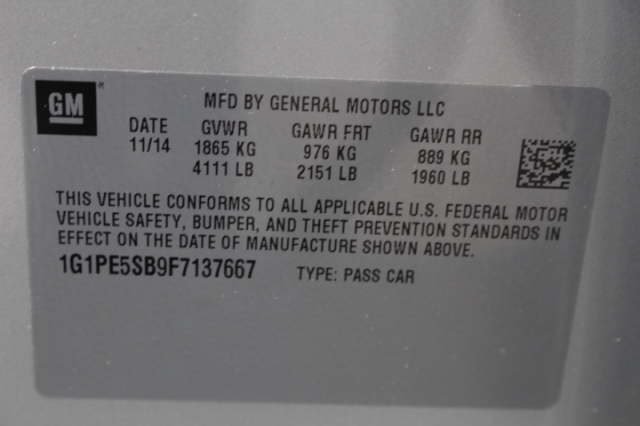 GM
MFD BY GENERAL MOTORS LLC
DATE GVWR GAWR FRT GAWR RR
11/14 1865 KG 976 KG 889 KG
4111 LB 2151 LB 1960 LB
THIS VEHICLE CONFORMS TO ALL APPLICABLE U.S. FEDERAL MOTOR
VEHICLE SAFETY, BUMPER, AND THEFT PREVENTION STANDARDS IN
EFFECT ON THE DATE OF MANUFACTURE SHOWN ABOVE.
1G1PE5SB9F7137667 TYPE: PASS CAR